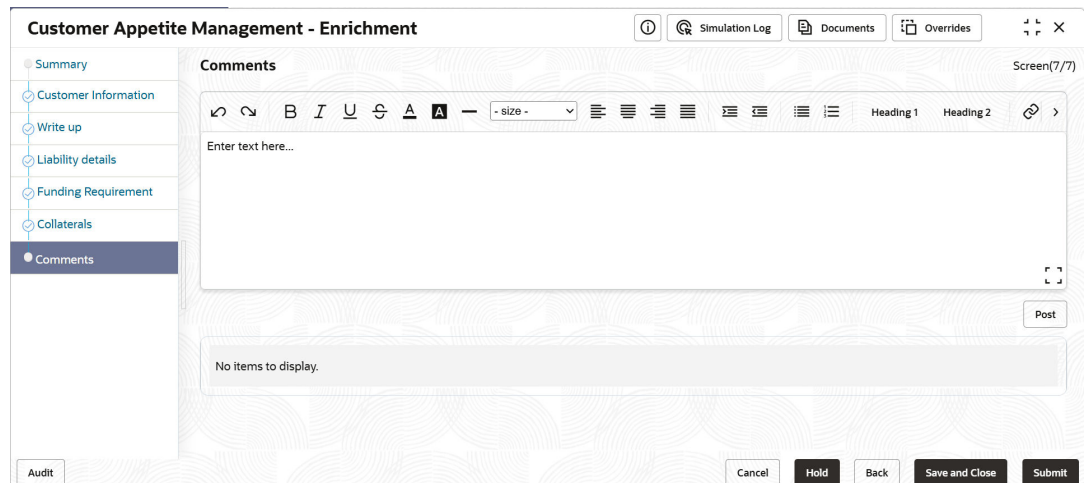 Customer Appetite Management - Enrichment
Simulation Log
Documents
Overrides
Summary
Customer Information
Write up
Liability details
Funding Requirement
Collaterals
Comments
Comments
Screen(7/7)
B I U S A A - size - Heading 1 Heading 2
Enter text here...
Post
No items to display.
Audit
Cancel
Hold
Back
Save and Close
Submit